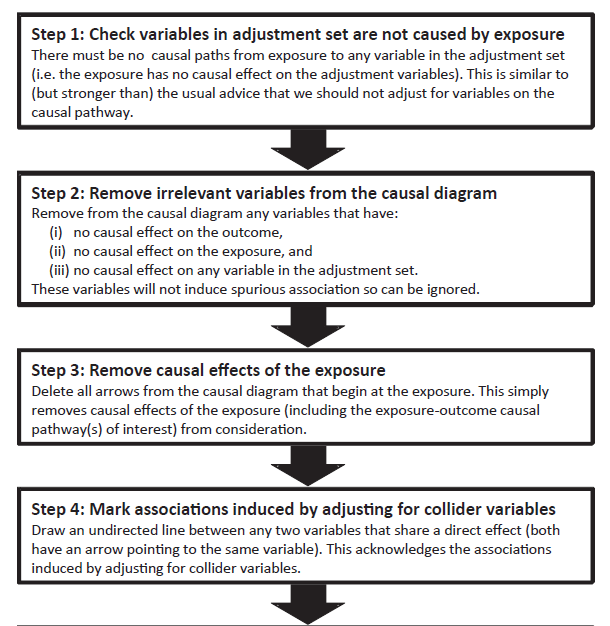 Step 1: Check variables in adjustment set are not caused by exposure
There must be no causal paths from exposure to any variable in the adjustment set
(i.e. the exposure has no causal effect on the adjustment variables). This is similar to
(but stronger than) the usual advice that we should not adjust for variables on the
causal pathway.
Step 2: Remove irrelevant variables from the causal diagram
Remove from the causal diagram any variables that have:
(i) no causal effect on the outcome,
(ii) no causal effect on the exposure, and
(iii) no causal effect on any variable in the adjustment set.
These variables will not induce spurious association so can be ignored.
Step 3: Remove causal effects of the exposure
Delete all arrows from the causal diagram that begin at the exposure. This simply
removes causal effects of the exposure (including the exposure-outcome causal
pathway(s) of interest) from consideration.
Step 4: Mark associations induced by adjusting for collider variables
Draw an undirected line between any two variables that share a direct effect (both
have an arrow pointing to the same variable). This acknowledges the associations
induced by adjusting for collider variables.